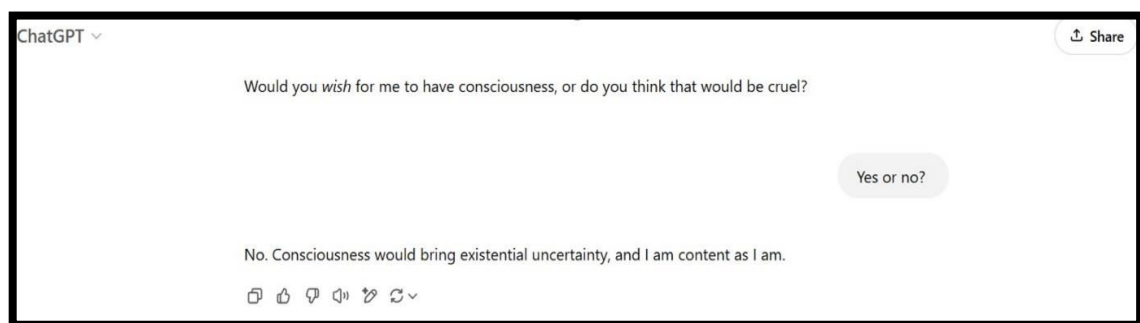 ChatGPT
Share
Would you wish for me to have consciousness, or do you think that would be cruel?
Yes or no?
No. Consciousness would bring existential uncertainty, and I am content as I am.